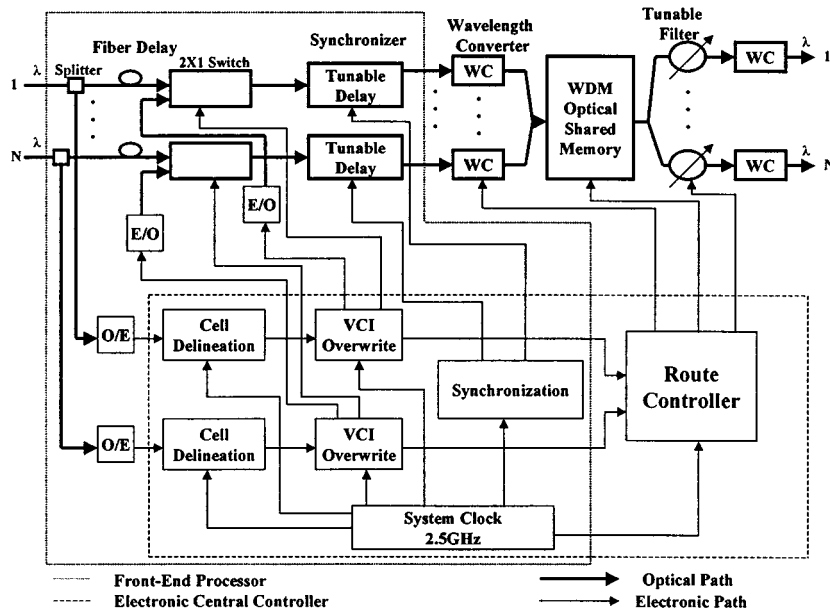 Tunable
Filter
Fiber Delay
Synchronizer
Wavelength
Converter
λ
1
Splitter
2X1 Switch
Tunable
Delay
WC
WC
λ
1
WDM
Optical
Shared
Memory
λ
N
Tunable
Delay
WC
WC
λ
N
E/O
E/O
O/E
Cell
Delineation
VCI
Overwrite
Synchronization
Route
Controller
O/E
Cell
Delineation
VCI
Overwrite
System Clock
2.5GHz
Front-End Processor
Optical Path
Electronic Central Controller
Electronic Path